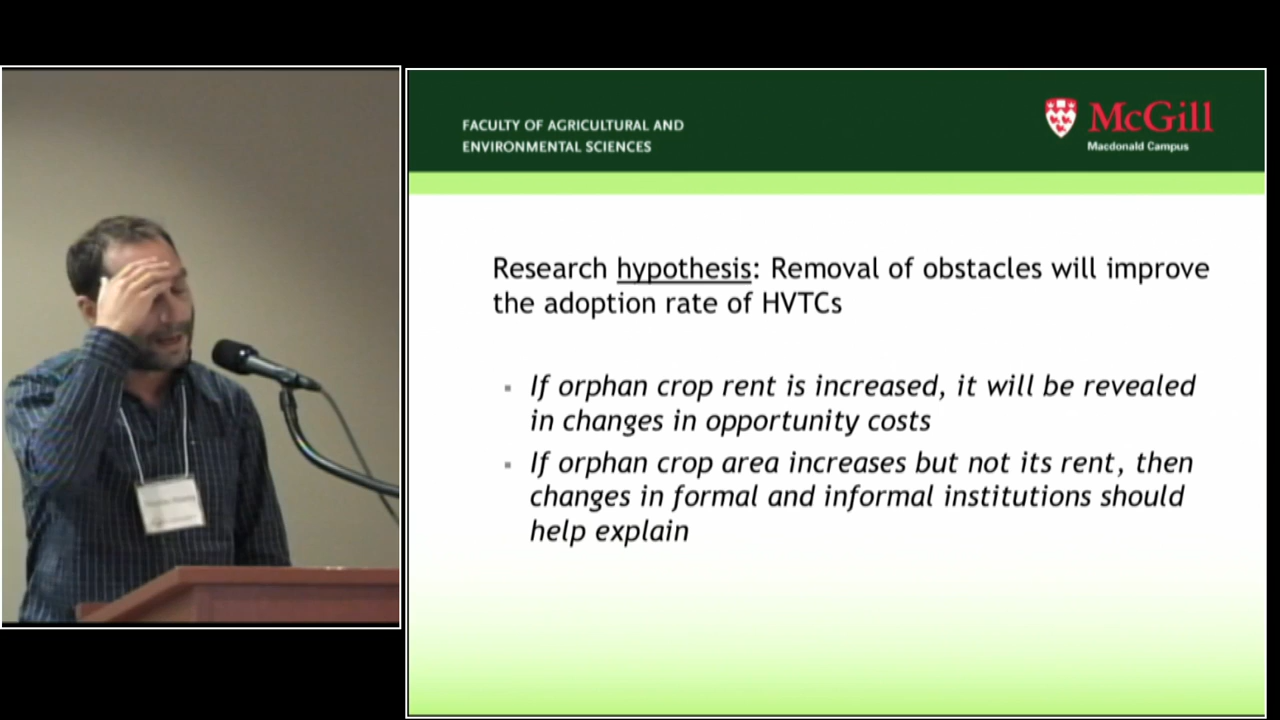 FACULTY OF AGRICULTURAL AND
ENVIRONMENTAL SCIENCES
McGill
Macdonald Campus
Research hypothesis: Removal of obstacles will improve
the adoption rate of HVTCs
▪ If orphan crop rent is increased, it will be revealed
in changes in opportunity costs
▪ If orphan crop area increases but not its rent, then
changes in formal and informal institutions should
help explain